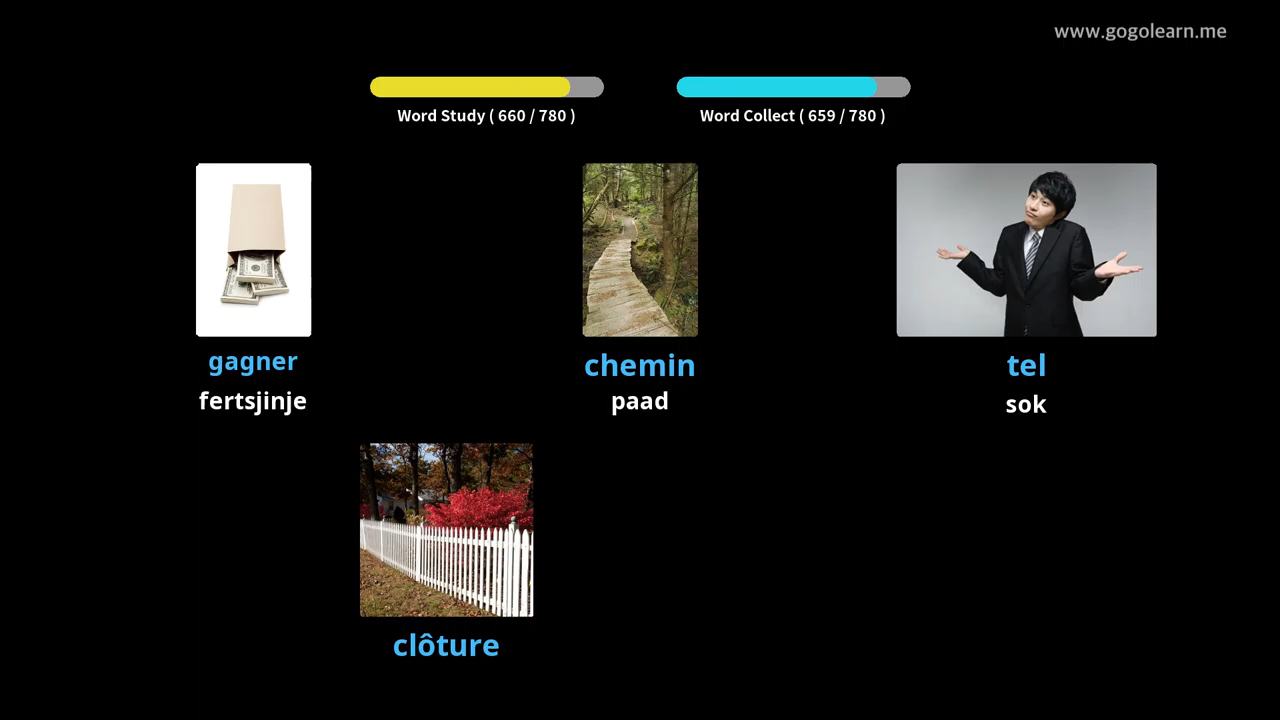 www.gogolearn.me
Word Study ( 660 / 780 )
Word Collect ( 659 / 780 )
gagner
fertsjinje
chemin
paad
tel
sok
clôture